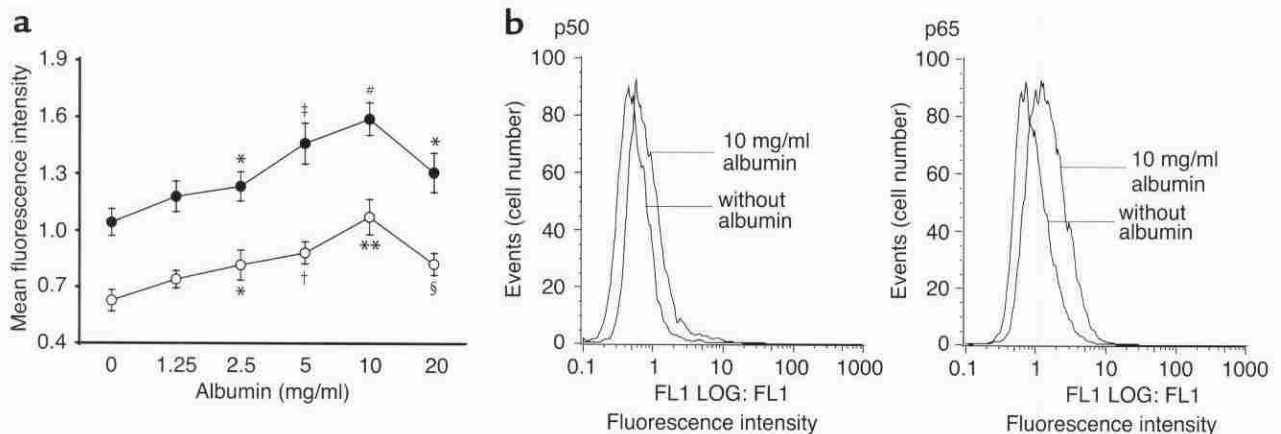 a
Mean fluorescence intensity
1.9
1.6
1.3
1.0
0.7
0.4
*
‡
#
*
*
†
**
§
0 1.25 2.5 5 10 20
Albumin (mg/ml)
b
p50
Events (cell number)
100
80
60
40
20
0
10 mg/ml
albumin
without
albumin
0.1 1 10 100 1000
FL1 LOG: FL1
Fluorescence intensity
p65
Events (cell number)
100
80
60
40
20
0
10 mg/ml
albumin
without
albumin
0.1 1 10 100 1000
FL1 LOG: FL1
Fluorescence intensity